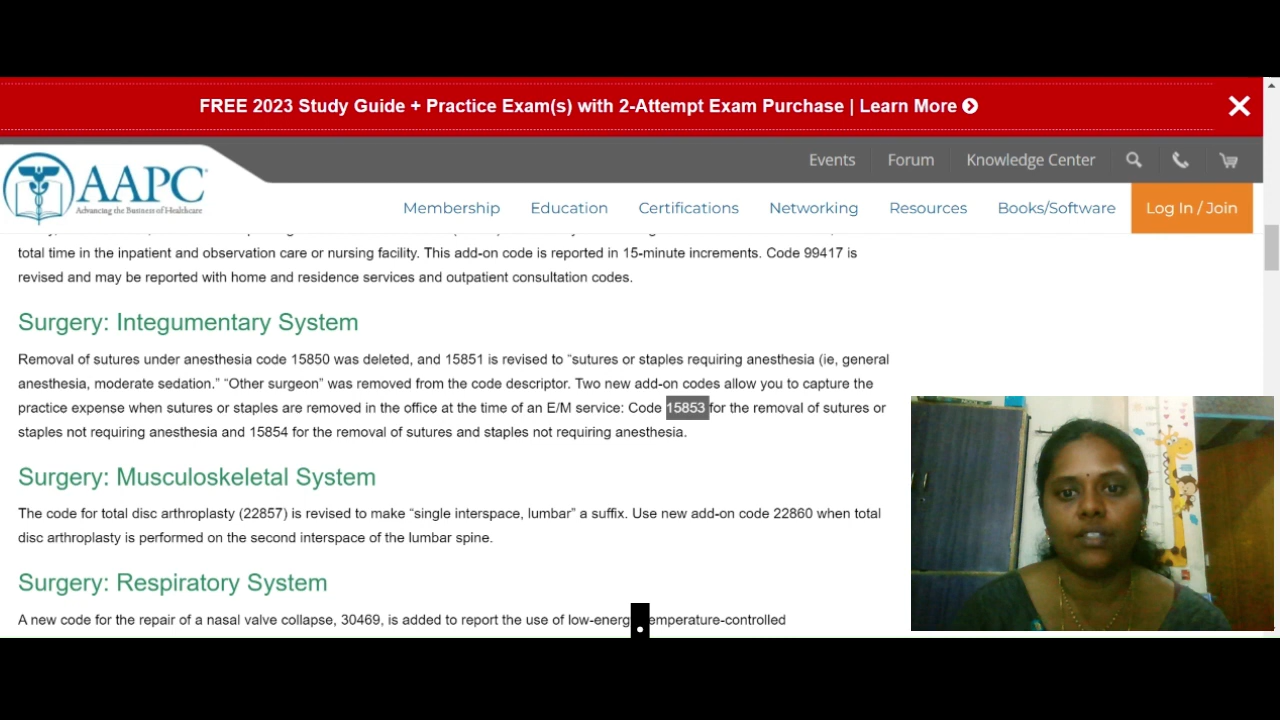 FREE 2023 Study Guide + Practice Exam(s) with 2-Attempt Exam Purchase | Learn More
AAPC
Advancing the Business of Healthcare
Events Forum Knowledge Center
Membership Education Certifications Networking Resources Books/Software Log In / Join
total time in the inpatient and observation care or nursing facility. This add-on code is reported in 15-minute increments. Code 99417 is
revised and may be reported with home and residence services and outpatient consultation codes.
Surgery: Integumentary System
Removal of sutures under anesthesia code 15850 was deleted, and 15851 is revised to “sutures or staples requiring anesthesia (ie, general
anesthesia, moderate sedation.” “Other surgeon” was removed from the code descriptor. Two new add-on codes allow you to capture the
practice expense when sutures or staples are removed in the office at the time of an E/M service: Code 15853 for the removal of sutures or
staples not requiring anesthesia and 15854 for the removal of sutures and staples not requiring anesthesia.
Surgery: Musculoskeletal System
The code for total disc arthroplasty (22857) is revised to make “single interspace, lumbar” a suffix. Use new add-on code 22860 when total
disc arthroplasty is performed on the second interspace of the lumbar spine.
Surgery: Respiratory System
A new code for the repair of a nasal valve collapse, 30469, is added to report the use of low-energy temperature-controlled